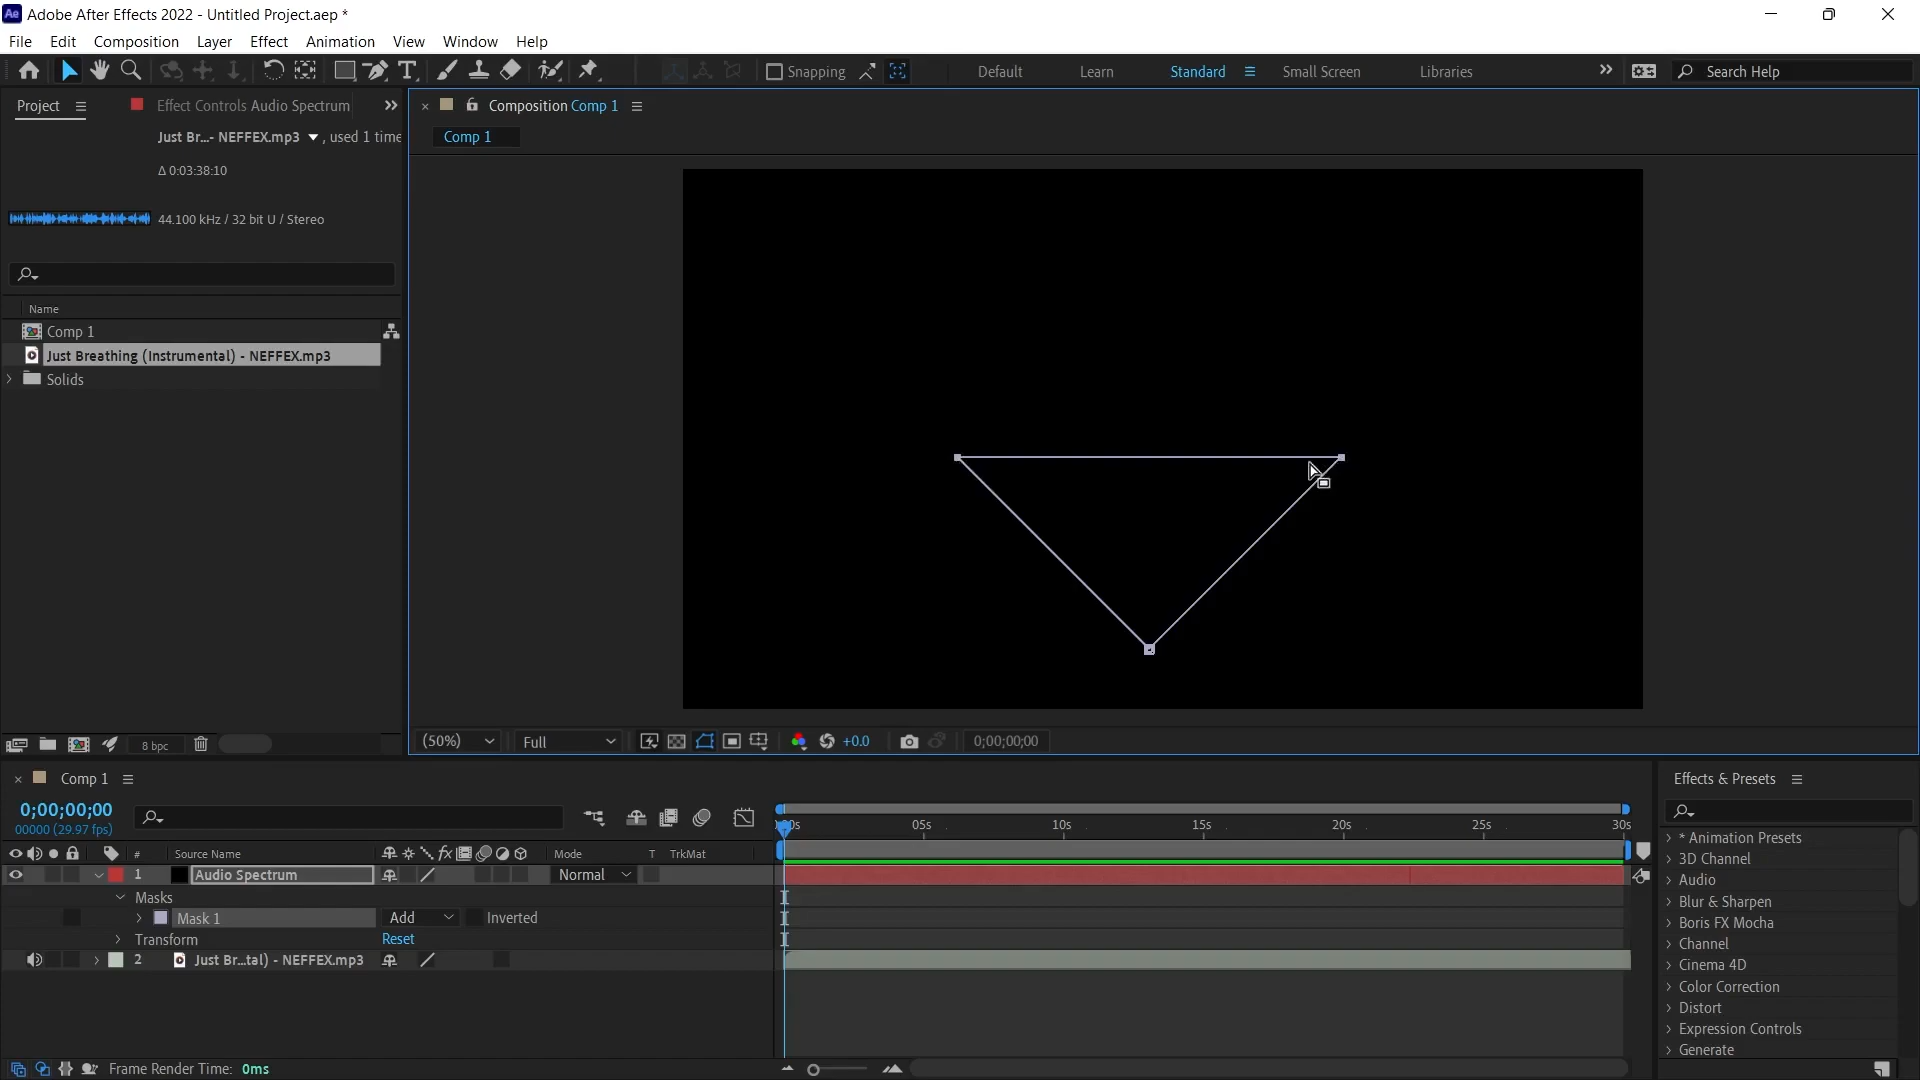 Ae Adobe After Effects 2022 - Untitled Project.aep *
File Edit Composition Layer Effect Animation View Window Help
T Snapping Default Learn Standard Small Screen Libraries Search Help
Project Effect Controls Audio Spectrum
Composition Comp 1
Just Br...- NEFFEX.mp3 , used 1 time
Comp 1
Δ 0:03:38:10
44.100 kHz / 32 bit U / Stereo
Name
Comp 1
Just Breathing (Instrumental) - NEFFEX.mp3
Solids
8 bpc
(50%) Full +0.0 0;00;00;00
Comp 1
Effects & Presets
0;00;00;00
00000 (29.97 fps)
05s 10s 15s 20s 25s 30s
# Source Name fx Mode T TrkMat
1 Audio Spectrum Normal
Masks
Mask 1 Add Inverted
Transform Reset
2 Just Br...tal) - NEFFEX.mp3
* Animation Presets
3D Channel
Audio
Blur & Sharpen
Boris FX Mocha
Channel
Cinema 4D
Color Correction
Distort
Expression Controls
Generate
Frame Render Time: 0ms